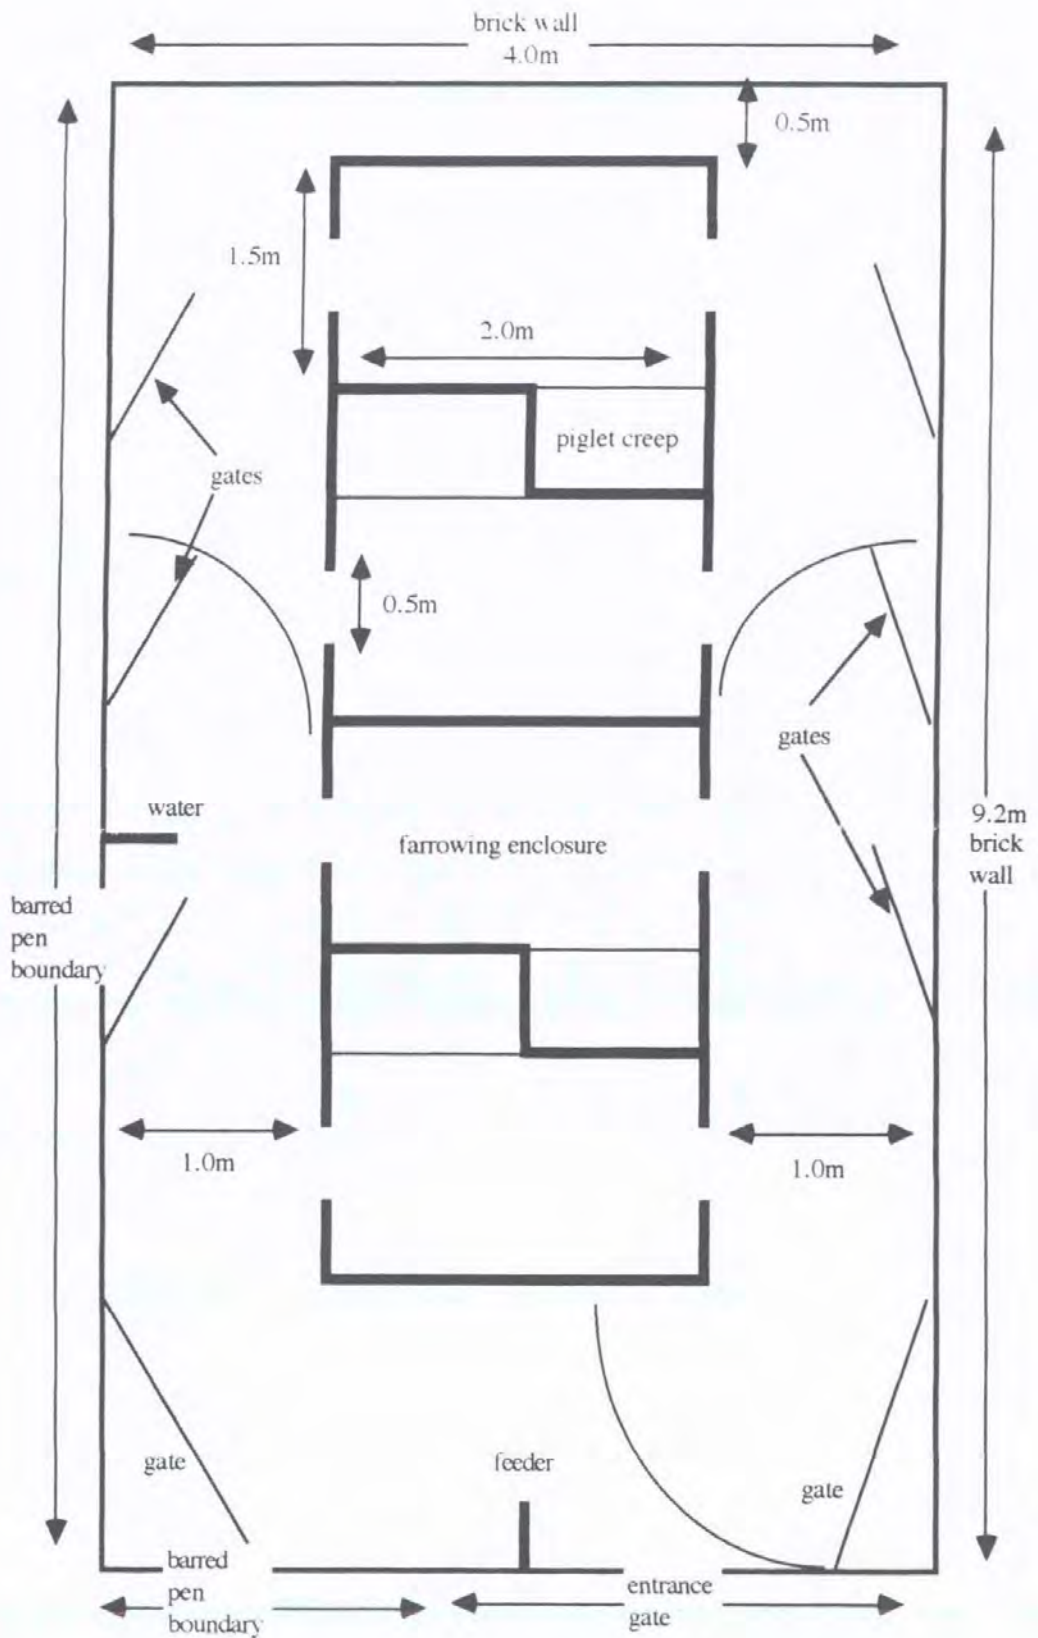 brick wall
4.0m
0.5m
1.5m
2.0m
piglet creep
gates
0.5m
gates
water
farrowing enclosure
9.2m
brick
wall
barred
pen
boundary
1.0m
1.0m
gate
feeder
gate
barred
pen
boundary
entrance
gate